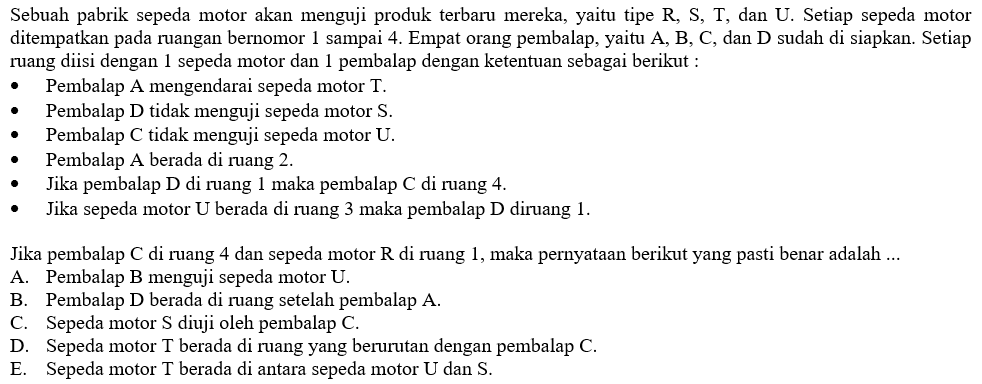 Sebuah pabrik sepeda motor akan menguji produk terbaru mereka, yaitu tipe R, S, T, dan U. Setiap sepeda motor
ditempatkan pada ruangan bernomor 1 sampai 4. Empat orang pembalap, yaitu A, B, C, dan D sudah di siapkan. Setiap
ruang diisi dengan 1 sepeda motor dan 1 pembalap dengan ketentuan sebagai berikut :
• Pembalap A mengendarai sepeda motor T.
• Pembalap D tidak menguji sepeda motor S.
• Pembalap C tidak menguji sepeda motor U.
• Pembalap A berada di ruang 2.
• Jika pembalap D di ruang 1 maka pembalap C di ruang 4.
• Jika sepeda motor U berada di ruang 3 maka pembalap D diruang 1.
Jika pembalap C di ruang 4 dan sepeda motor R di ruang 1, maka pernyataan berikut yang pasti benar adalah ...
A. Pembalap B menguji sepeda motor U.
B. Pembalap D berada di ruang setelah pembalap A.
C. Sepeda motor S diuji oleh pembalap C.
D. Sepeda motor T berada di ruang yang berurutan dengan pembalap C.
E. Sepeda motor T berada di antara sepeda motor U dan S.